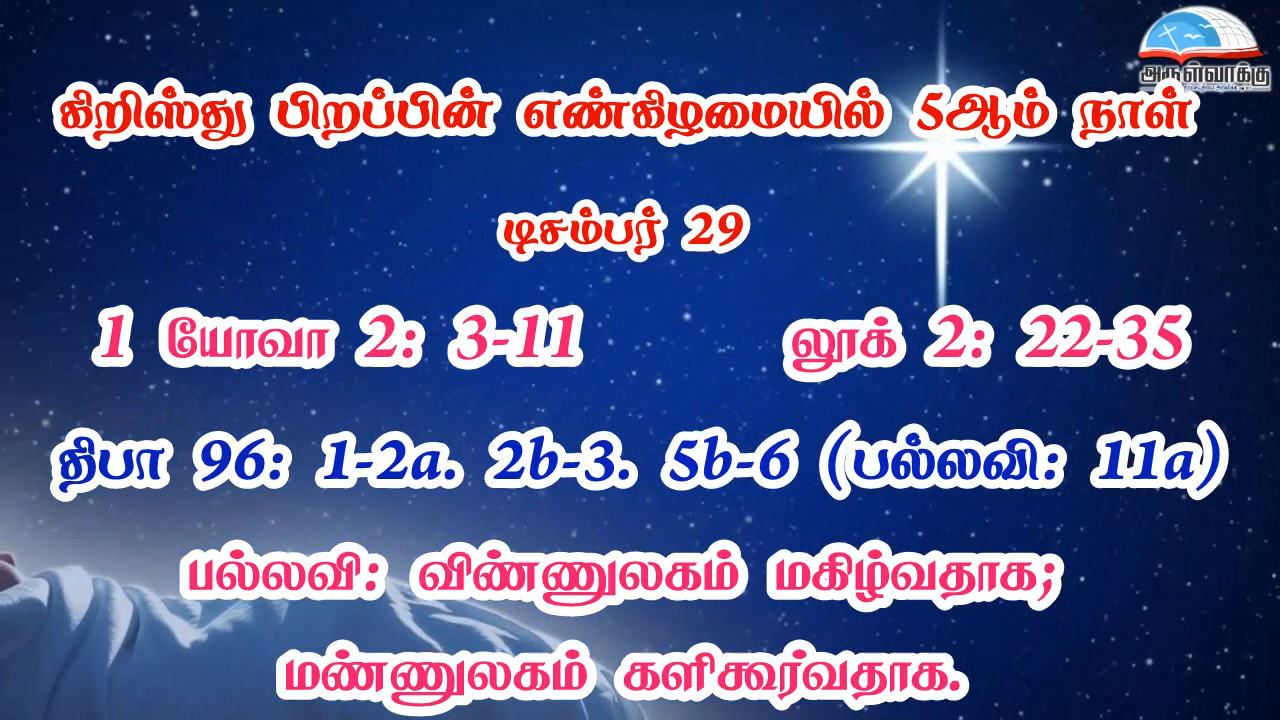 அருள்வாக்கு
கிறிஸ்து பிறப்பின் எண்கிழமையில் 5ஆம் நாள்
டிசம்பர் 29
1 யோவா 2: 3-11 லூக் 2: 22-35
திபா 96: 1-2a. 2b-3. 5b-6 (பல்லவி: 11a)
பல்லவி: விண்ணுலகம் மகிழ்வதாக;
மண்ணுலகம் களிகூர்வதாக.